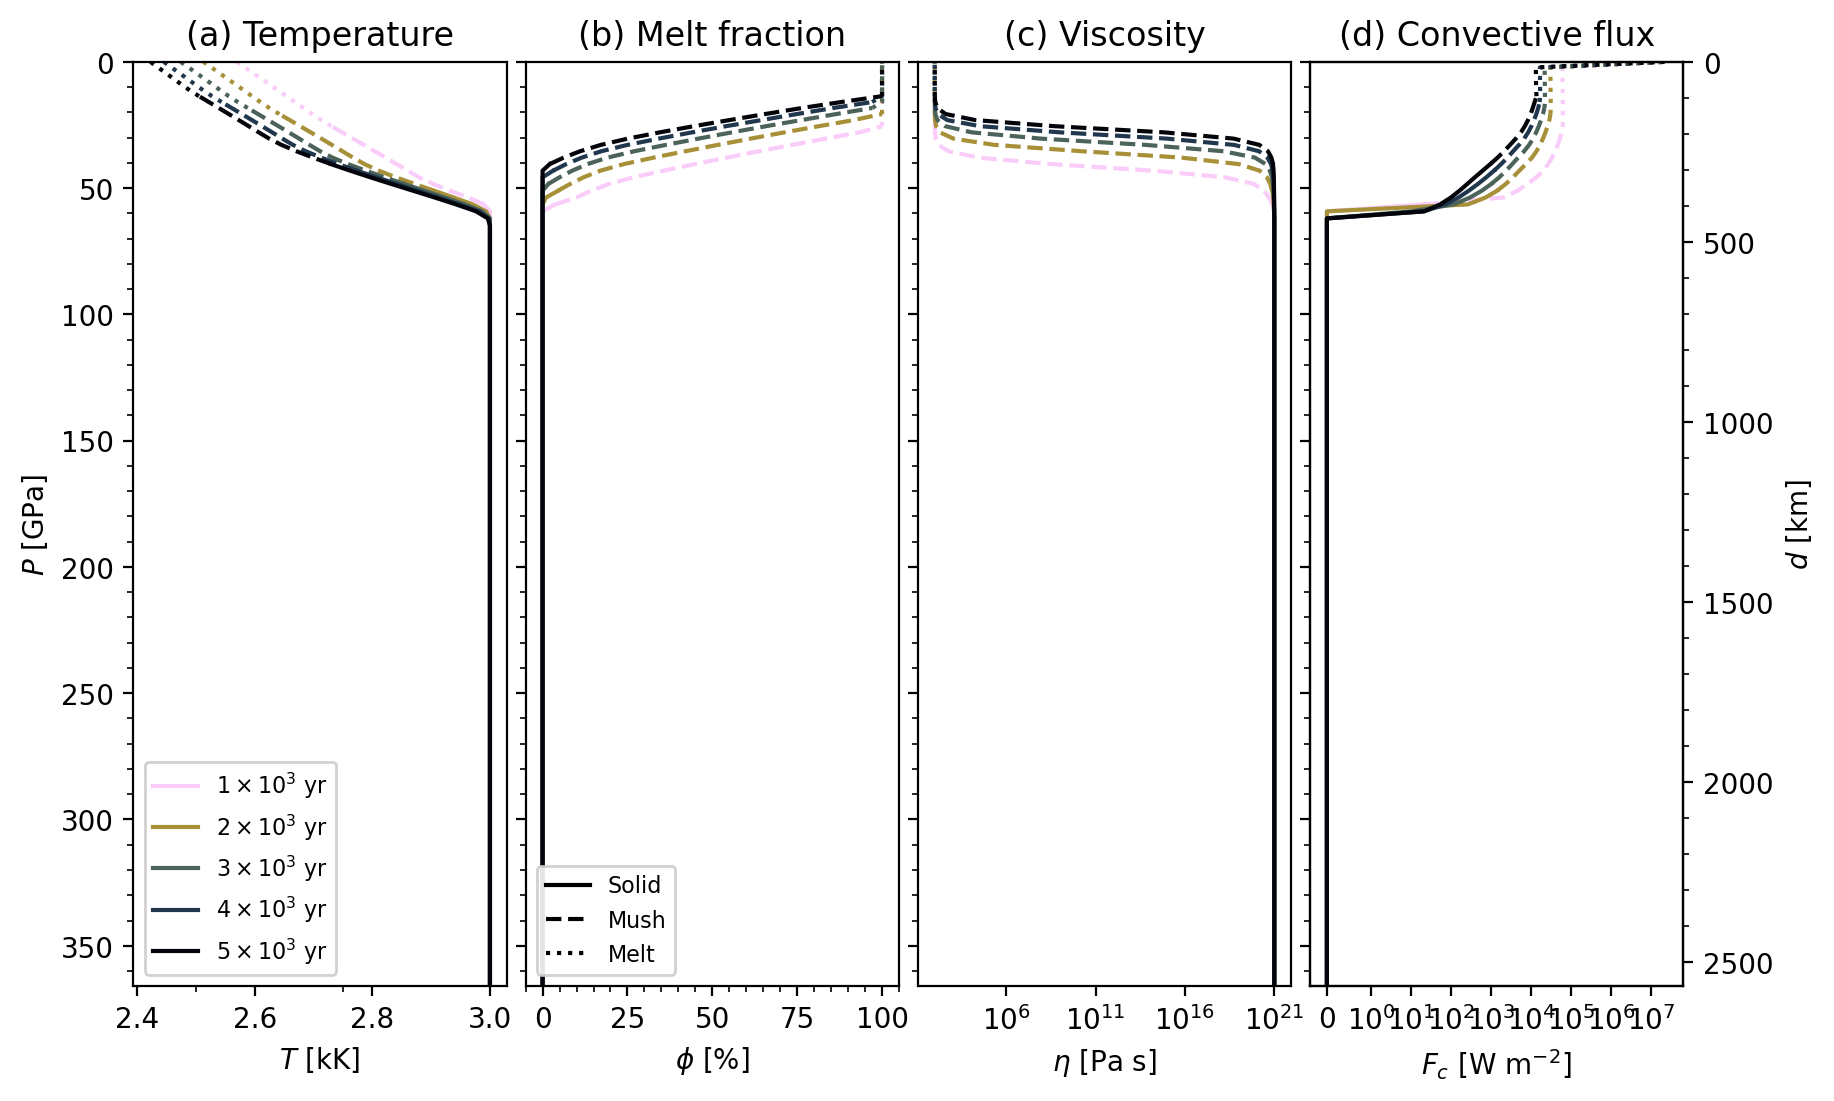 (a) Temperature
(b) Melt fraction
(c) Viscosity
(d) Convective flux
0
50
100
150
200
250
300
350
P [GPa]
0
500
1000
1500
2000
2500
d [km]
1 × 10³ yr
2 × 10³ yr
3 × 10³ yr
4 × 10³ yr
5 × 10³ yr
Solid
Mush
Melt
2.4 2.6 2.8 3.0
0 25 50 75 100
10⁶ 10¹¹ 10¹⁶ 10²¹
0 10⁰ 10¹ 10² 10³ 10⁴ 10⁵ 10⁶ 10⁷
T [kK]
ϕ [%]
η [Pa s]
F_c [W m⁻²]